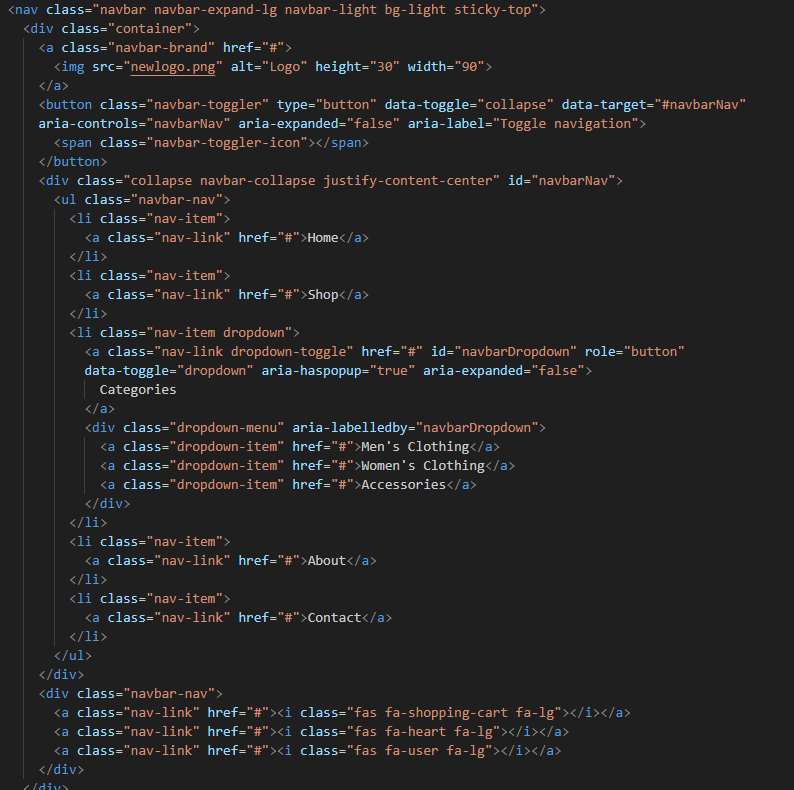 <nav class="navbar navbar-expand-lg navbar-light bg-light sticky-top">
<div class="container">
<a class="navbar-brand" href="#">
<img src="newlogo.png" alt="Logo" height="30" width="90">
</a>
<button class="navbar-toggler" type="button" data-toggle="collapse" data-target="#navbarNav"
aria-controls="navbarNav" aria-expanded="false" aria-label="Toggle navigation">
<span class="navbar-toggler-icon"></span>
</button>
<div class="collapse navbar-collapse justify-content-center" id="navbarNav">
<ul class="navbar-nav">
<li class="nav-item">
<a class="nav-link" href="#">Home</a>
</li>
<li class="nav-item">
<a class="nav-link" href="#">Shop</a>
</li>
<li class="nav-item dropdown">
<a class="nav-link dropdown-toggle" href="#" id="navbarDropdown" role="button"
data-toggle="dropdown" aria-haspopup="true" aria-expanded="false">
Categories
</a>
<div class="dropdown-menu" aria-labelledby="navbarDropdown">
<a class="dropdown-item" href="#">Men's Clothing</a>
<a class="dropdown-item" href="#">Women's Clothing</a>
<a class="dropdown-item" href="#">Accessories</a>
</div>
</li>
<li class="nav-item">
<a class="nav-link" href="#">About</a>
</li>
<li class="nav-item">
<a class="nav-link" href="#">Contact</a>
</li>
</ul>
</div>
<div class="navbar-nav">
<a class="nav-link" href="#"><i class="fas fa-shopping-cart fa-lg"></i></a>
<a class="nav-link" href="#"><i class="fas fa-heart fa-lg"></i></a>
<a class="nav-link" href="#"><i class="fas fa-user fa-lg"></i></a>
</div>
</div>